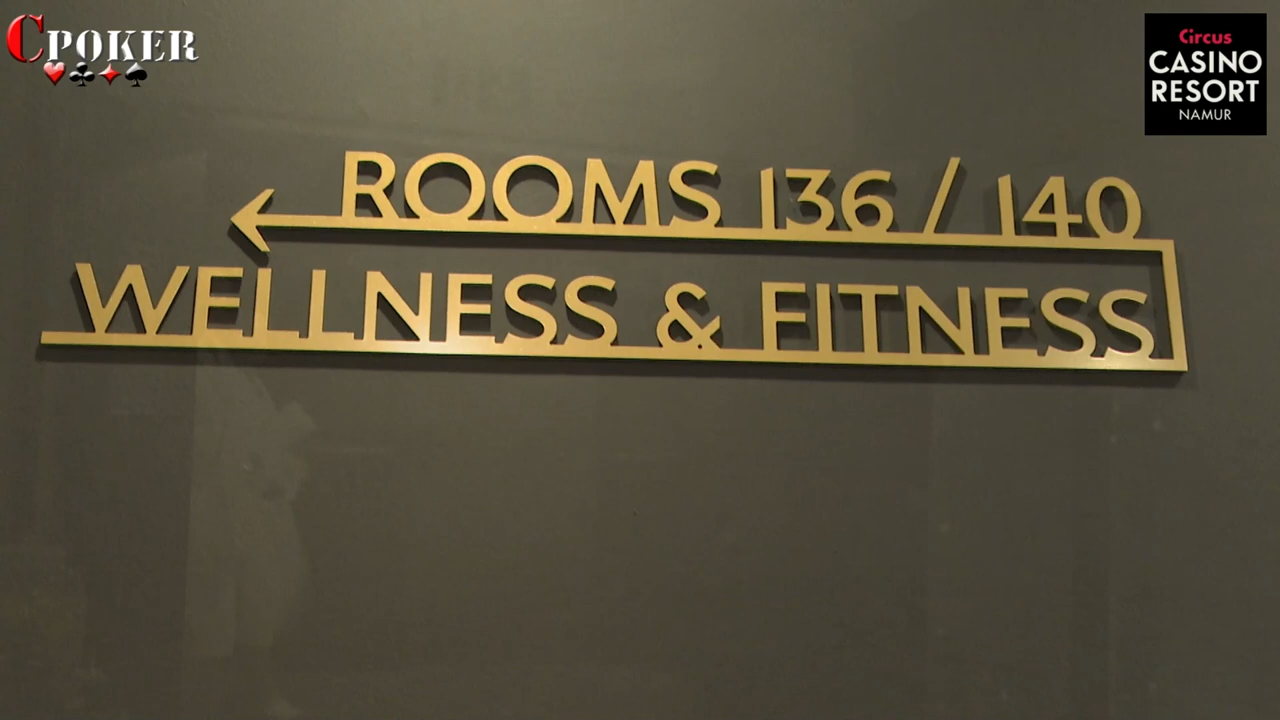 CPOKER
Circus
CASINO
RESORT
NAMUR
ROOMS 136 / 140
WELLNESS & FITNESS